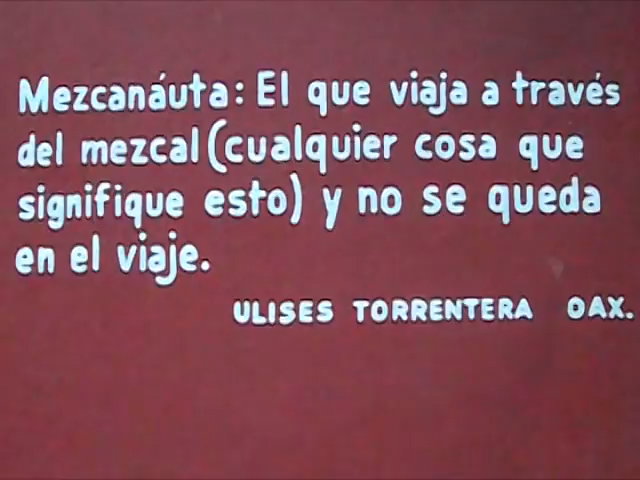 Mezcanáuta: El que viaja a través
del mezcal (cualquier cosa que
signifique esto) y no se queda
en el viaje.
ULISES TORRENTERA OAX.